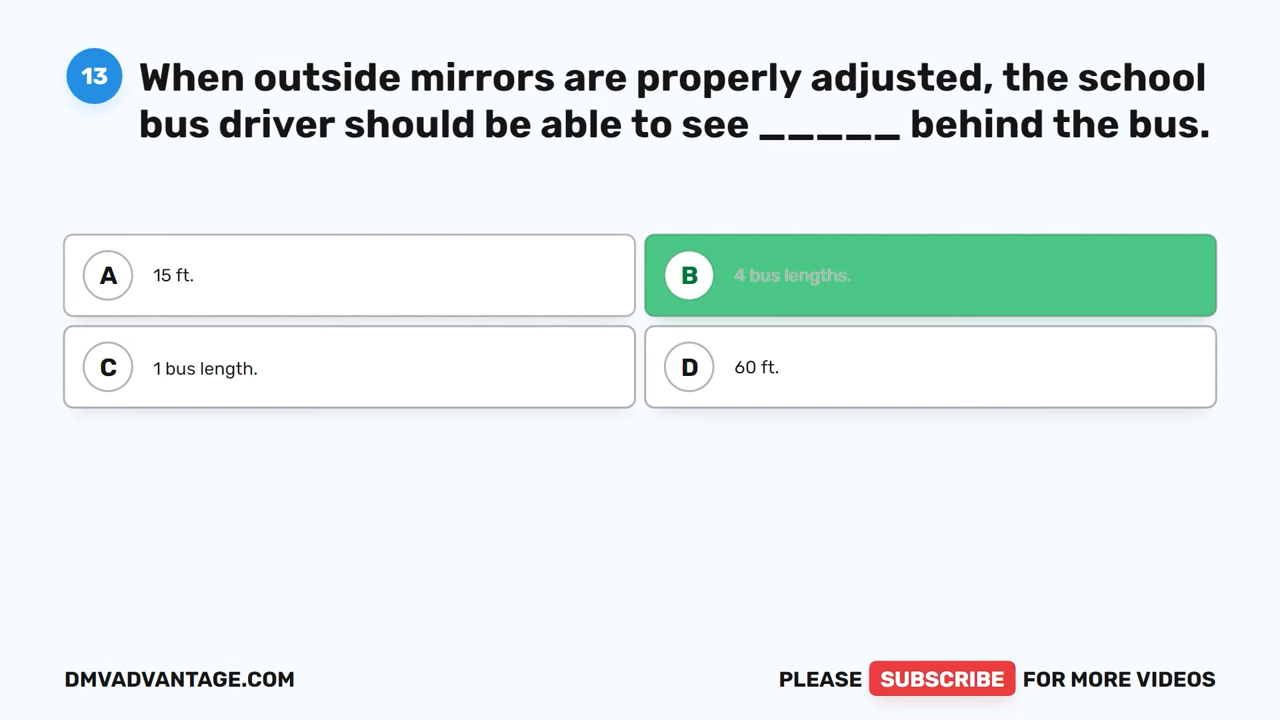 13 When outside mirrors are properly adjusted, the school
bus driver should be able to see _____ behind the bus.
A 15 ft.
B 4 bus lengths.
C 1 bus length.
D 60 ft.
DMVADVANTAGE.COM
PLEASE SUBSCRIBE FOR MORE VIDEOS